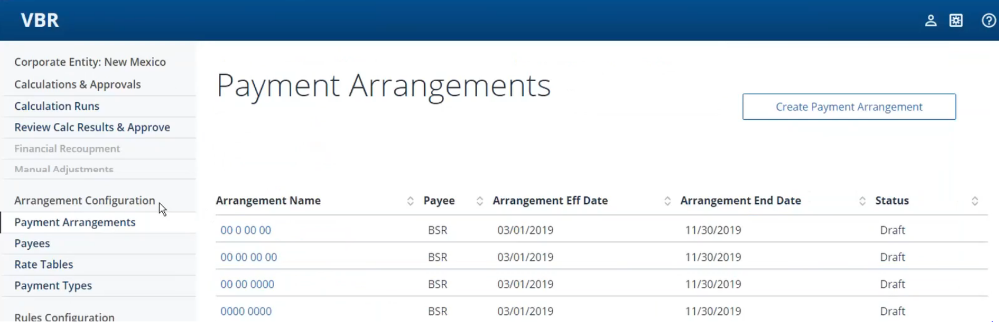 VBR
Corporate Entity: New Mexico
Calculations & Approvals
Calculation Runs
Review Calc Results & Approve
Financial Recoupment
Manual Adjustments
Arrangement Configuration
Payment Arrangements
Payees
Rate Tables
Payment Types
Rules Configuration
Payment Arrangements
Create Payment Arrangement
Arrangement Name Payee Arrangement Eff Date Arrangement End Date Status
00 0 00 00 BSR 03/01/2019 11/30/2019 Draft
00 00 00 00 BSR 03/01/2019 11/30/2019 Draft
00 00 0000 BSR 03/01/2019 11/30/2019 Draft
0000 0000 BSR 03/01/2019 11/30/2019 Draft